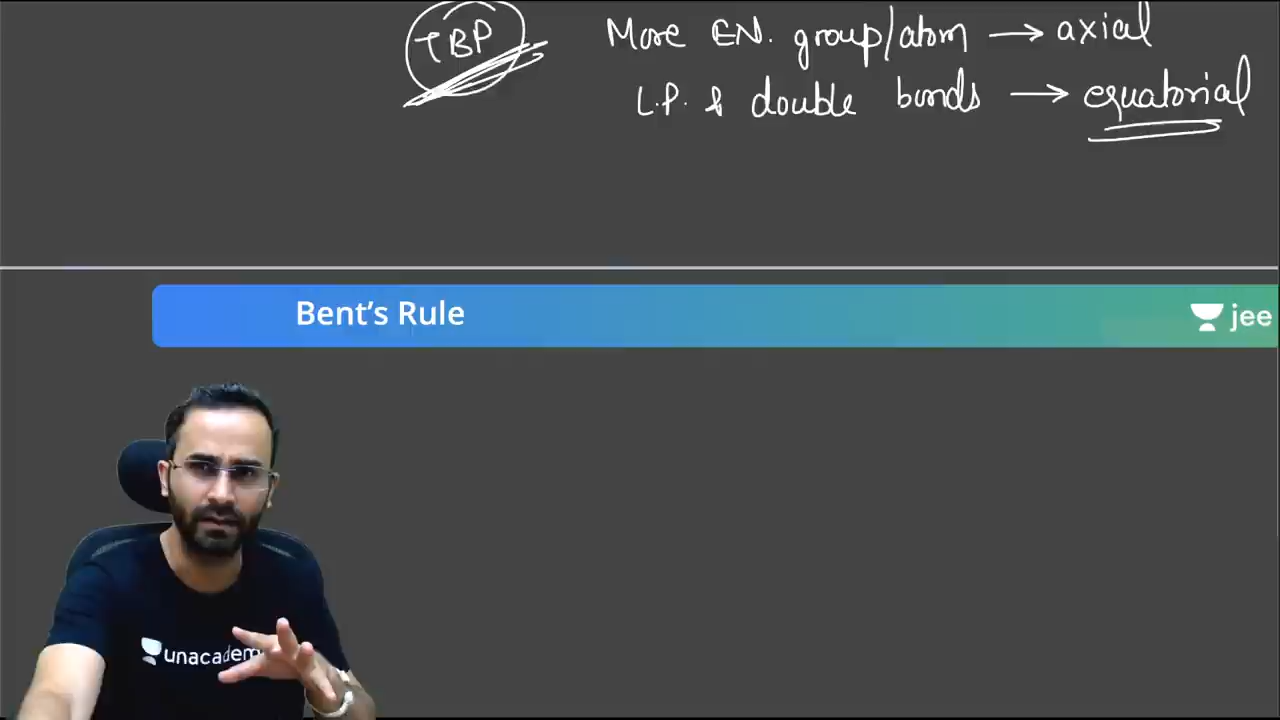 TBP
More EN. group/atom → axial
L.P. & double bonds → equatorial
Bent's Rule
jee
unacadem